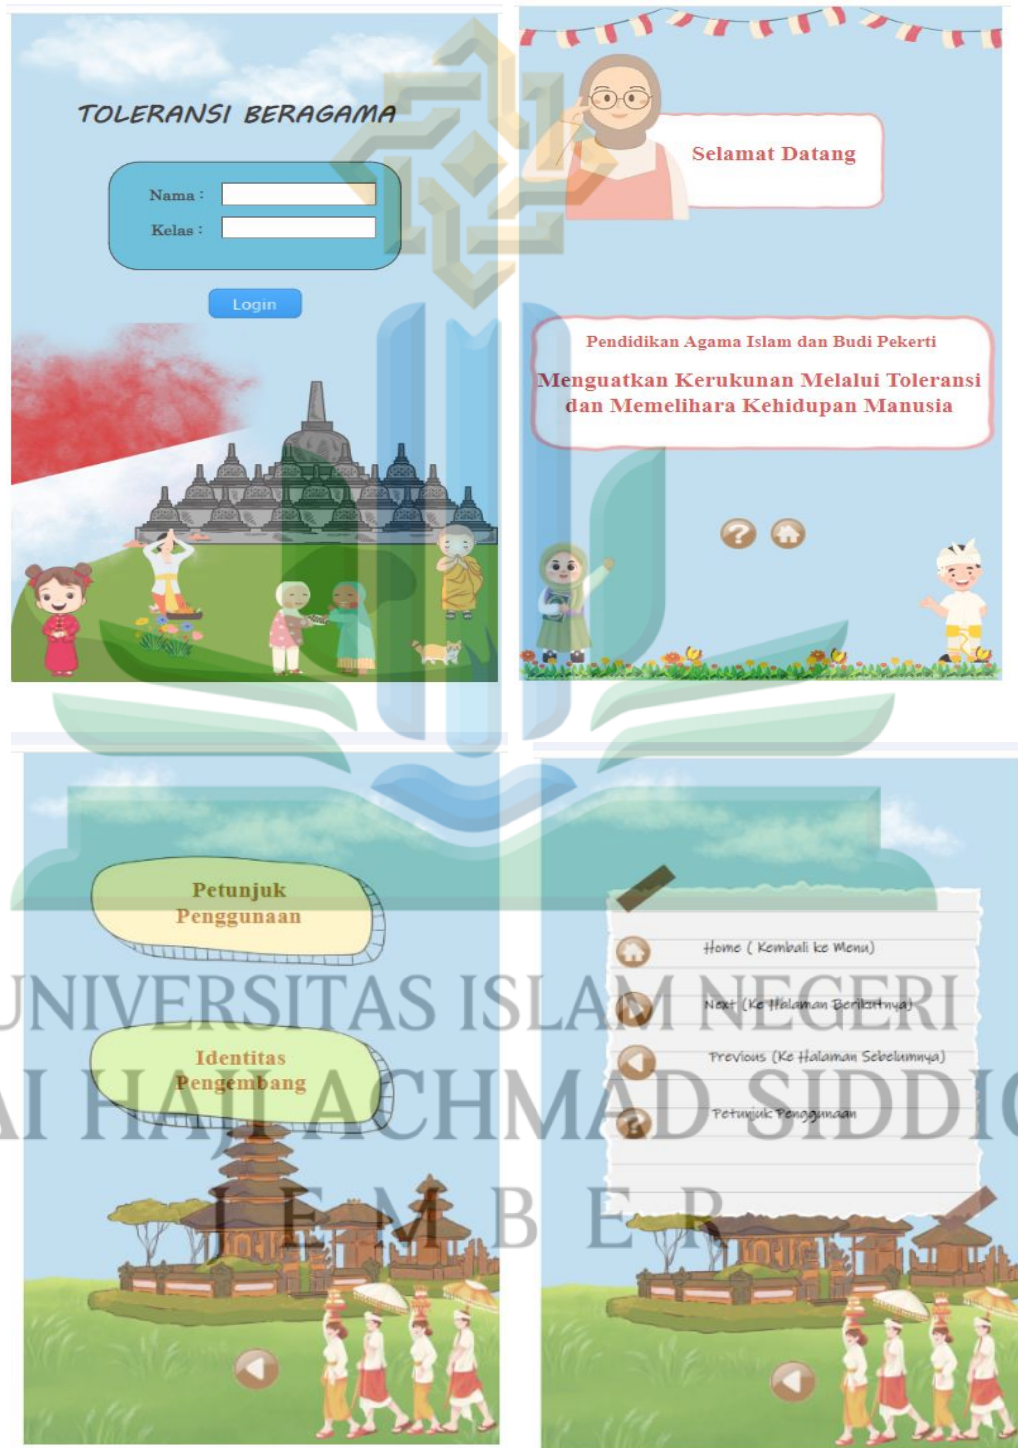 TOLERANSI BERAGAMA
Nama :
Kelas :
Login
Selamat Datang
Pendidikan Agama Islam dan Budi Pekerti
Menguatkan Kerukunan Melalui Toleransi
dan Memelihara Kehidupan Manusia
?
Petunjuk
Penggunaan
Identitas
Pengembang
Home ( Kembali ke Menu)
Next (Ke Halaman Berikutnya)
Previous (Ke Halaman Sebelumnya)
? Petunjuk Penggunaan
UNIVERSITAS ISLAM NEGERI
AI HAJI ACHMAD SIDDIQ
JEMBER